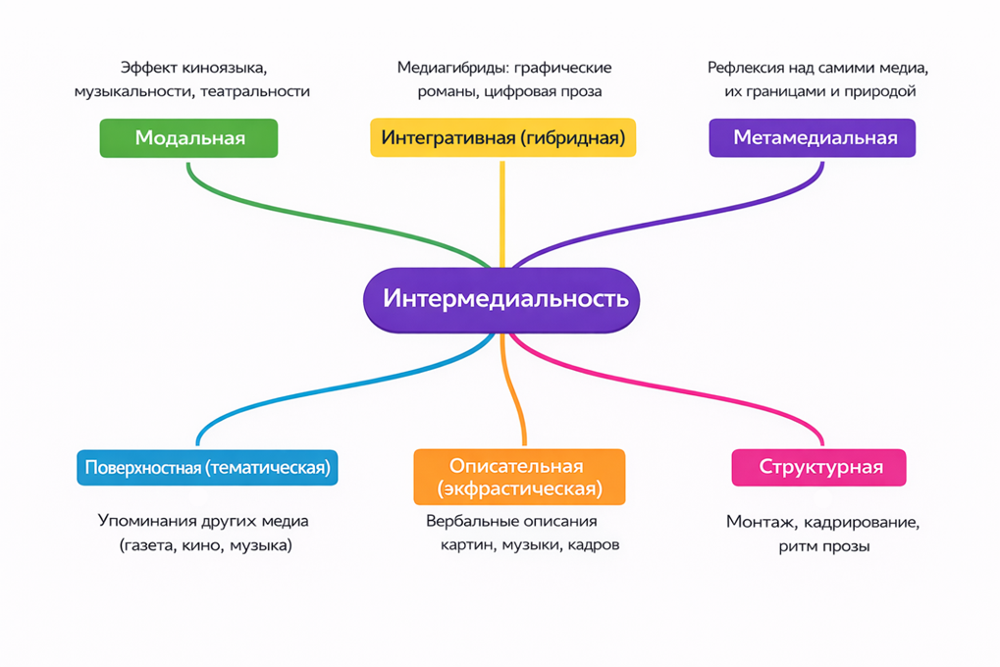 Эффект киноязыка,
музыкальности, театральности
Модальная
Медиагибриды: графические
романы, цифровая проза
Интегративная (гибридная)
Рефлексия над самими медиа,
их границами и природой
Метамедиальная
Интермедиальность
Поверхностная (тематическая)
Упоминания других медиа
(газета, кино, музыка)
Описательная
(экфрастическая)
Вербальные описания
картин, музыки, кадров
Структурная
Монтаж, кадрирование,
ритм прозы